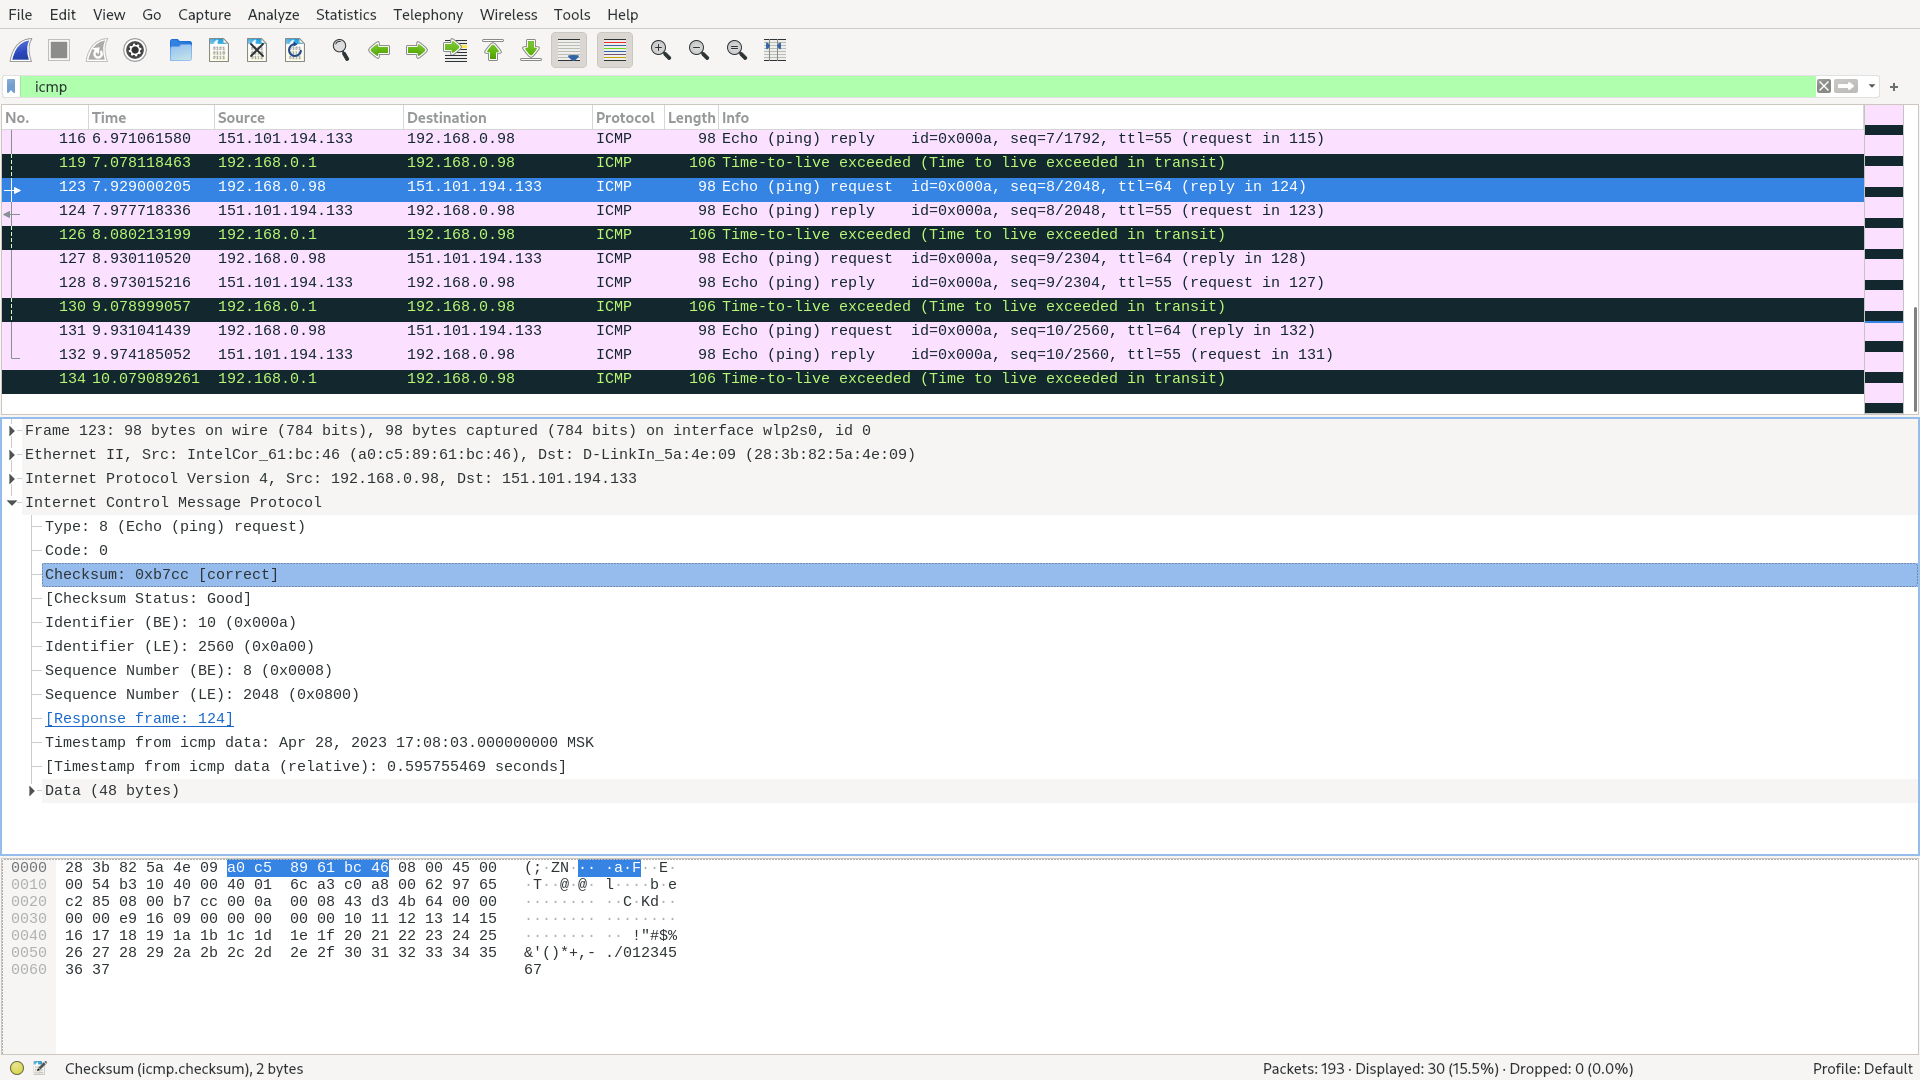 File Edit View Go Capture Analyze Statistics Telephony Wireless Tools Help
icmp
No. Time Source Destination Protocol Length Info
116 6.971061580 151.101.194.133 192.168.0.98 ICMP 98 Echo (ping) reply id=0x000a, seq=7/1792, ttl=55 (request in 115)
119 7.078118463 192.168.0.1 192.168.0.98 ICMP 106 Time-to-live exceeded (Time to live exceeded in transit)
123 7.929000205 192.168.0.98 151.101.194.133 ICMP 98 Echo (ping) request id=0x000a, seq=8/2048, ttl=64 (reply in 124)
124 7.977718336 151.101.194.133 192.168.0.98 ICMP 98 Echo (ping) reply id=0x000a, seq=8/2048, ttl=55 (request in 123)
126 8.080213199 192.168.0.1 192.168.0.98 ICMP 106 Time-to-live exceeded (Time to live exceeded in transit)
127 8.930110520 192.168.0.98 151.101.194.133 ICMP 98 Echo (ping) request id=0x000a, seq=9/2304, ttl=64 (reply in 128)
128 8.973015216 151.101.194.133 192.168.0.98 ICMP 98 Echo (ping) reply id=0x000a, seq=9/2304, ttl=55 (request in 127)
130 9.078999057 192.168.0.1 192.168.0.98 ICMP 106 Time-to-live exceeded (Time to live exceeded in transit)
131 9.931041439 192.168.0.98 151.101.194.133 ICMP 98 Echo (ping) request id=0x000a, seq=10/2560, ttl=64 (reply in 132)
132 9.974185052 151.101.194.133 192.168.0.98 ICMP 98 Echo (ping) reply id=0x000a, seq=10/2560, ttl=55 (request in 131)
134 10.079089261 192.168.0.1 192.168.0.98 ICMP 106 Time-to-live exceeded (Time to live exceeded in transit)
Frame 123: 98 bytes on wire (784 bits), 98 bytes captured (784 bits) on interface wlp2s0, id 0
Ethernet II, Src: IntelCor_61:bc:46 (a0:c5:89:61:bc:46), Dst: D-LinkIn_5a:4e:09 (28:3b:82:5a:4e:09)
Internet Protocol Version 4, Src: 192.168.0.98, Dst: 151.101.194.133
Internet Control Message Protocol
Type: 8 (Echo (ping) request)
Code: 0
Checksum: 0xb7cc [correct]
[Checksum Status: Good]
Identifier (BE): 10 (0x000a)
Identifier (LE): 2560 (0x0a00)
Sequence Number (BE): 8 (0x0008)
Sequence Number (LE): 2048 (0x0800)
[Response frame: 124]
Timestamp from icmp data: Apr 28, 2023 17:08:03.000000000 MSK
[Timestamp from icmp data (relative): 0.595755469 seconds]
Data (48 bytes)
0000 28 3b 82 5a 4e 09 a0 c5 89 61 bc 46 08 00 45 00 (;·ZN··· ·a·F··E·
0010 00 54 b3 10 40 00 40 01 6c a3 c0 a8 00 62 97 65 ·T··@·@· l····b·e
0020 c2 85 08 00 b7 cc 00 0a 00 08 43 d3 4b 64 00 00 ········ ··C·Kd··
0030 00 00 e9 16 09 00 00 00 00 00 10 11 12 13 14 15 ········ ········
0040 16 17 18 19 1a 1b 1c 1d 1e 1f 20 21 22 23 24 25 ········ ·· !"#$%
0050 26 27 28 29 2a 2b 2c 2d 2e 2f 30 31 32 33 34 35 &'()*+,- ./012345
0060 36 37 67
Checksum (icmp.checksum), 2 bytes Packets: 193 · Displayed: 30 (15.5%) · Dropped: 0 (0.0%) Profile: Default